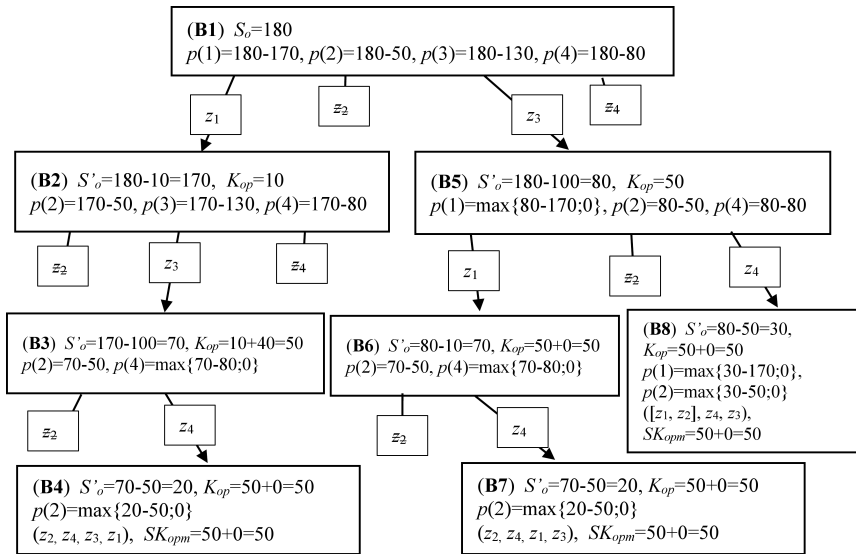 (B1) Sₒ=180
p(1)=180-170, p(2)=180-50, p(3)=180-130, p(4)=180-80
z₁
z₂
z₃
z₄
(B2) S’ₒ=180-10=170, Kₒₚ=10
p(2)=170-50, p(3)=170-130, p(4)=170-80
(B5) S’ₒ=180-100=80, Kₒₚ=50
p(1)=max{80-170;0}, p(2)=80-50, p(4)=80-80
z₂
z₃
z₄
z₁
z₂
z₄
(B3) S’ₒ=170-100=70, Kₒₚ=10+40=50
p(2)=70-50, p(4)=max{70-80;0}
(B6) S’ₒ=80-10=70, Kₒₚ=50+0=50
p(2)=70-50, p(4)=max{70-80;0}
(B8) S’ₒ=80-50=30,
Kₒₚ=50+0=50
p(1)=max{30-170;0},
p(2)=max{30-50;0}
([z₁, z₂], z₄, z₃),
SKₒₚₘ=50+0=50
z₂
z₄
z₂
z₄
(B4) S’ₒ=70-50=20, Kₒₚ=50+0=50
p(2)=max{20-50;0}
(z₂, z₄, z₃, z₁), SKₒₚₘ=50+0=50
(B7) S’ₒ=70-50=20, Kₒₚ=50+0=50
p(2)=max{20-50;0}
(z₂, z₄, z₁, z₃), SKₒₚₘ=50+0=50